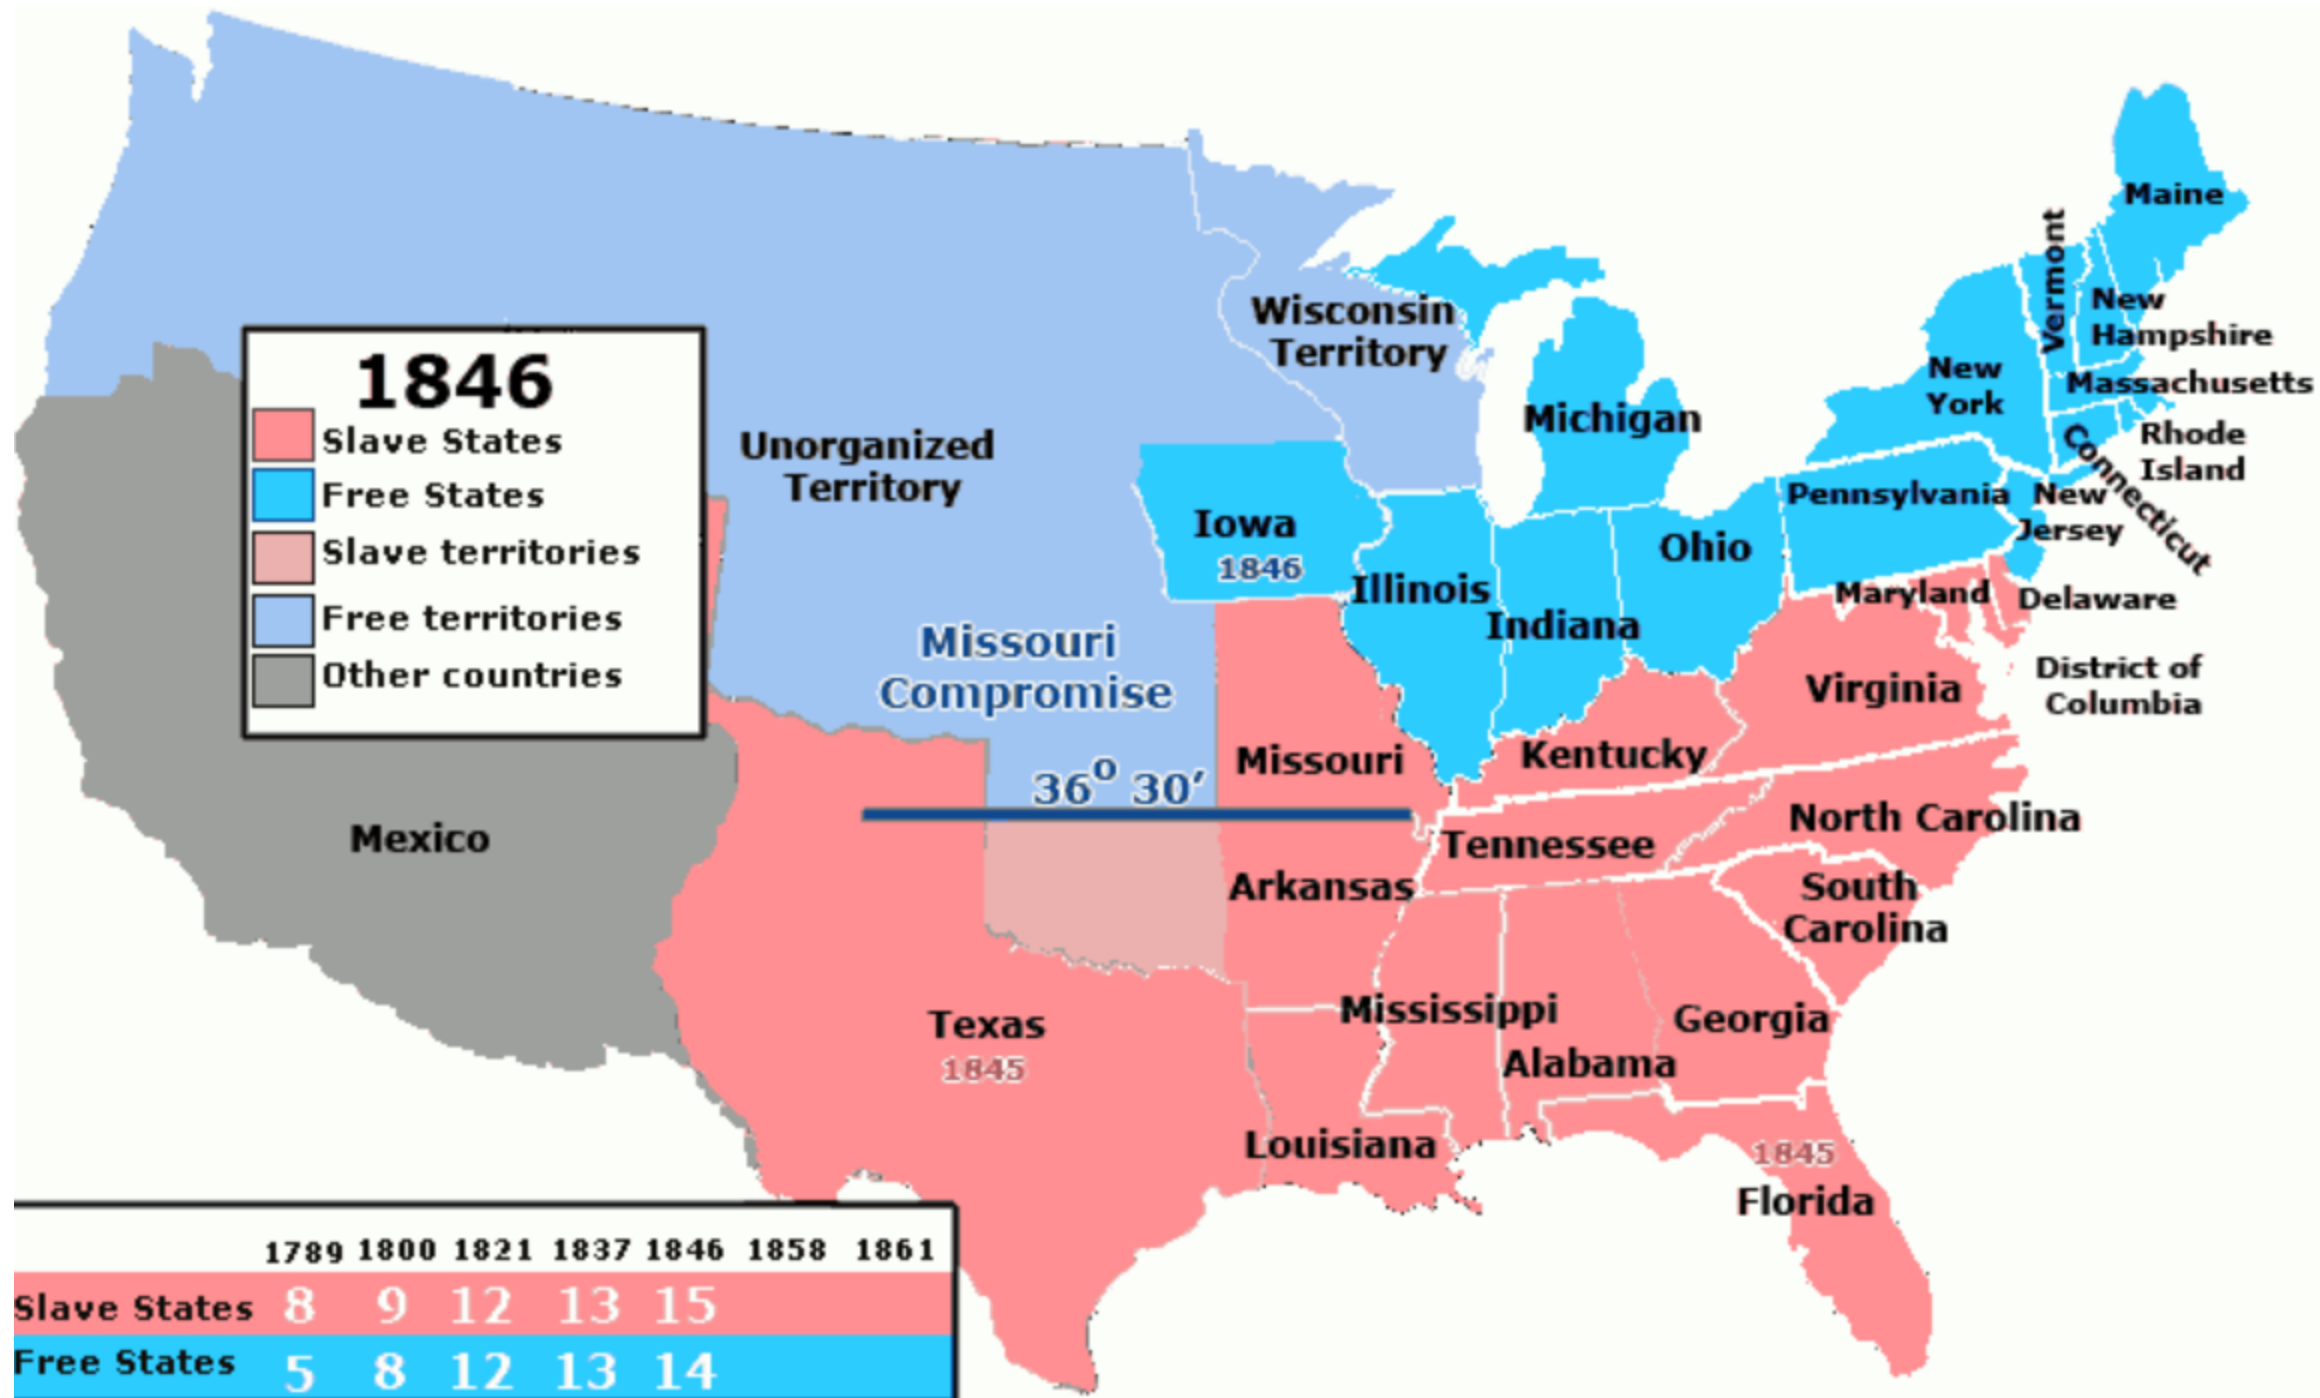 Maine
Vermont
New
Hampshire
Wisconsin
Territory
New
York
Massachusetts
1846
Slave States
Free States
Slave territories
Free territories
Other countries
Unorganized
Territory
Michigan
Connecticut
Rhode
Island
Pennsylvania
New
Jersey
Iowa
1846
Ohio
Illinois
Indiana
Maryland
Delaware
Missouri
Compromise
District of
Columbia
Virginia
36° 30′
Missouri
Kentucky
Mexico
North Carolina
Tennessee
Arkansas
South
Carolina
Texas
1845
Mississippi
Georgia
Alabama
Louisiana
1845
Florida
1789 1800 1821 1837 1846 1858 1861
Slave States 8 9 12 13 15
Free States 5 8 12 13 14